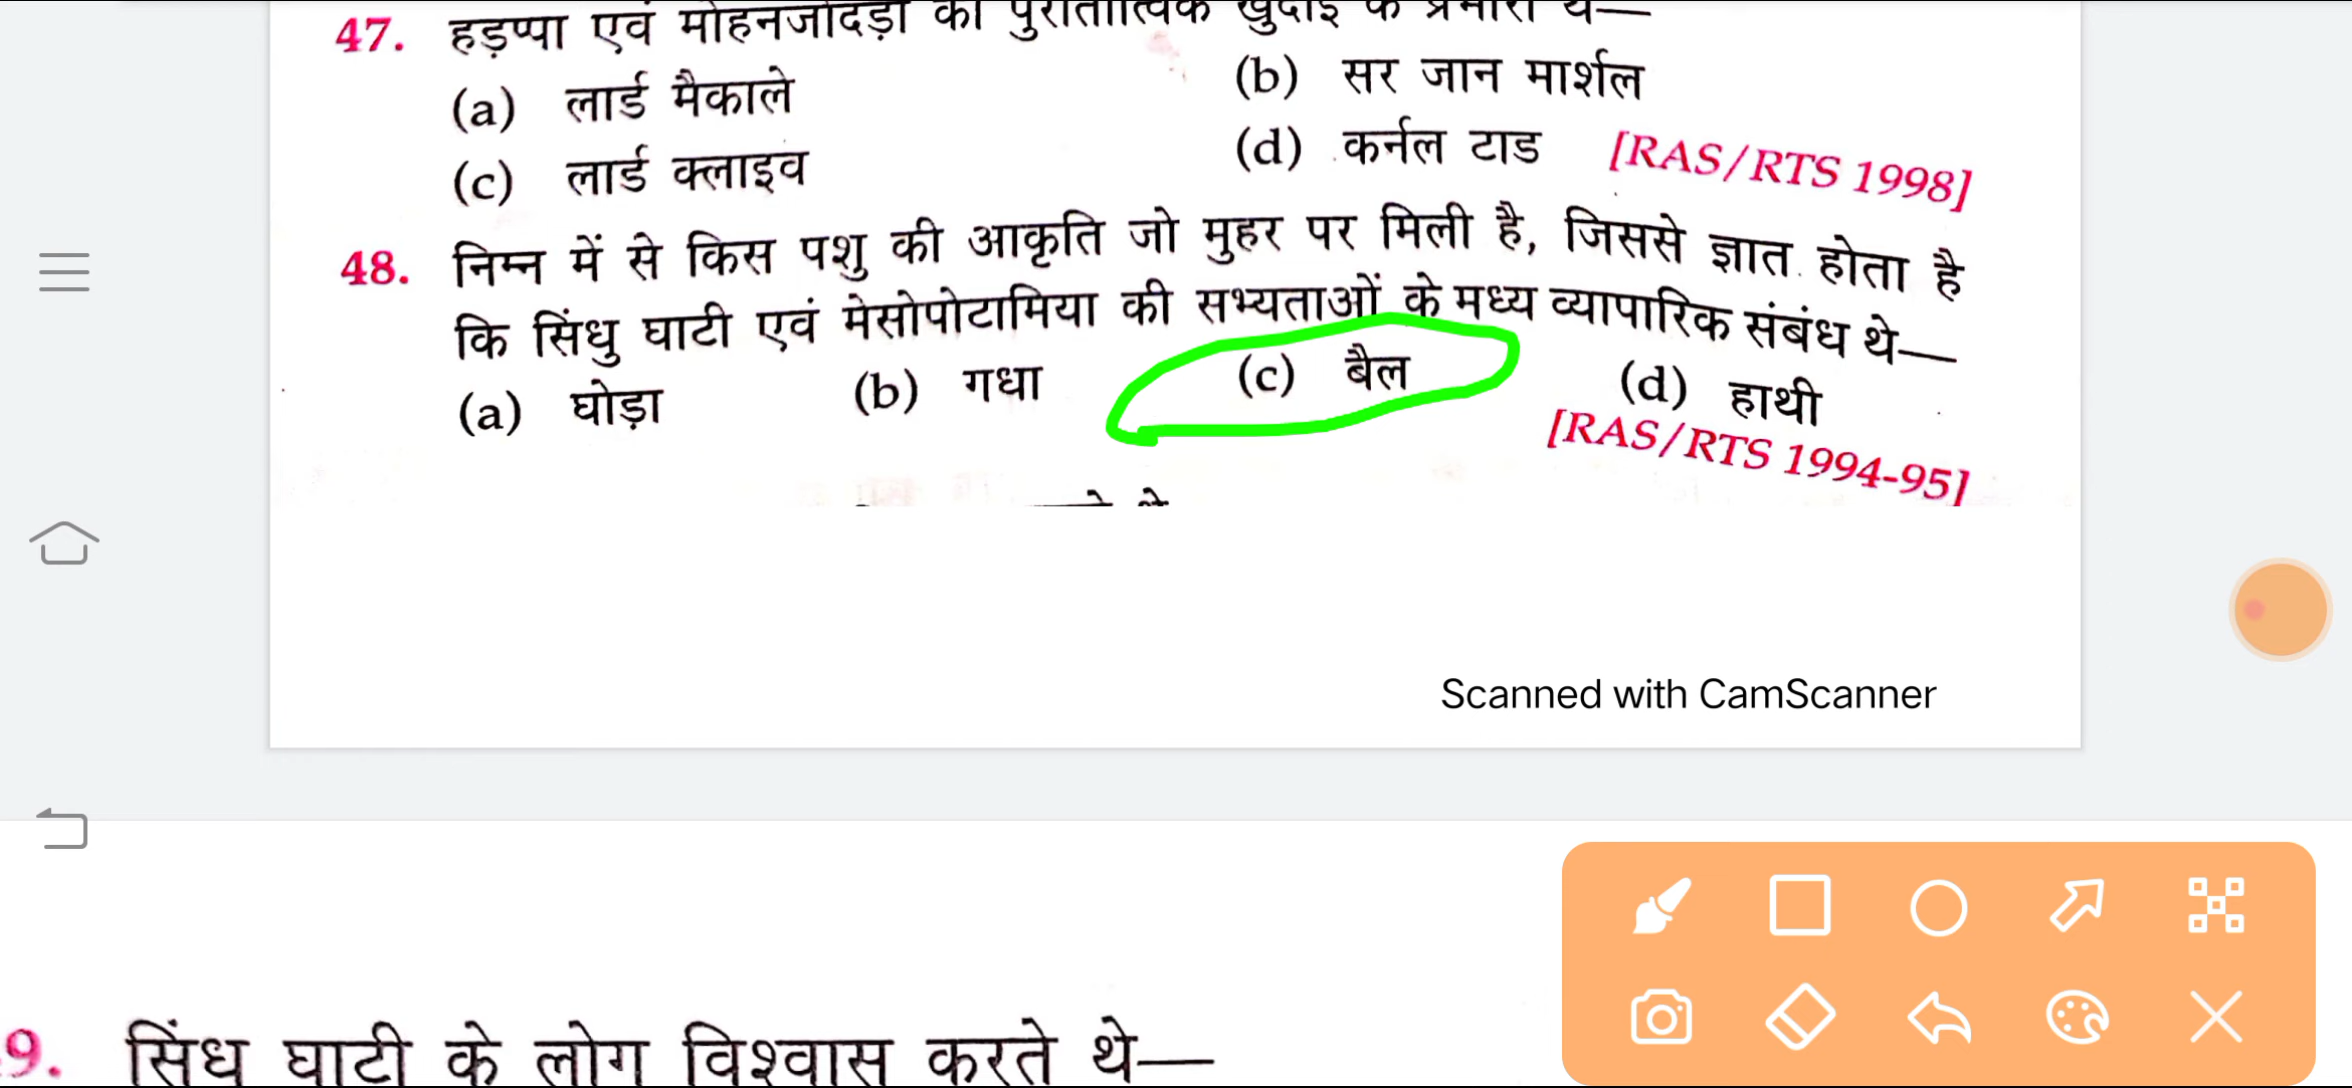 47. हड़प्पा एवं मोहनजोदड़ो की पुरातात्विक खुदाई के प्रभारी थे—
(a) लार्ड मैकाले (b) सर जान मार्शल
(c) लार्ड क्लाइव (d) कर्नल टाड [RAS/RTS 1998]
48. निम्न में से किस पशु की आकृति जो मुहर पर मिली है, जिससे ज्ञात होता है
कि सिंधु घाटी एवं मेसोपोटामिया की सभ्यताओं के मध्य व्यापारिक संबंध थे—
(a) घोड़ा (b) गधा (c) बैल (d) हाथी
[RAS/RTS 1994-95]
Scanned with CamScanner
9. सिंधु घाटी के लोग विश्वास करते थे—